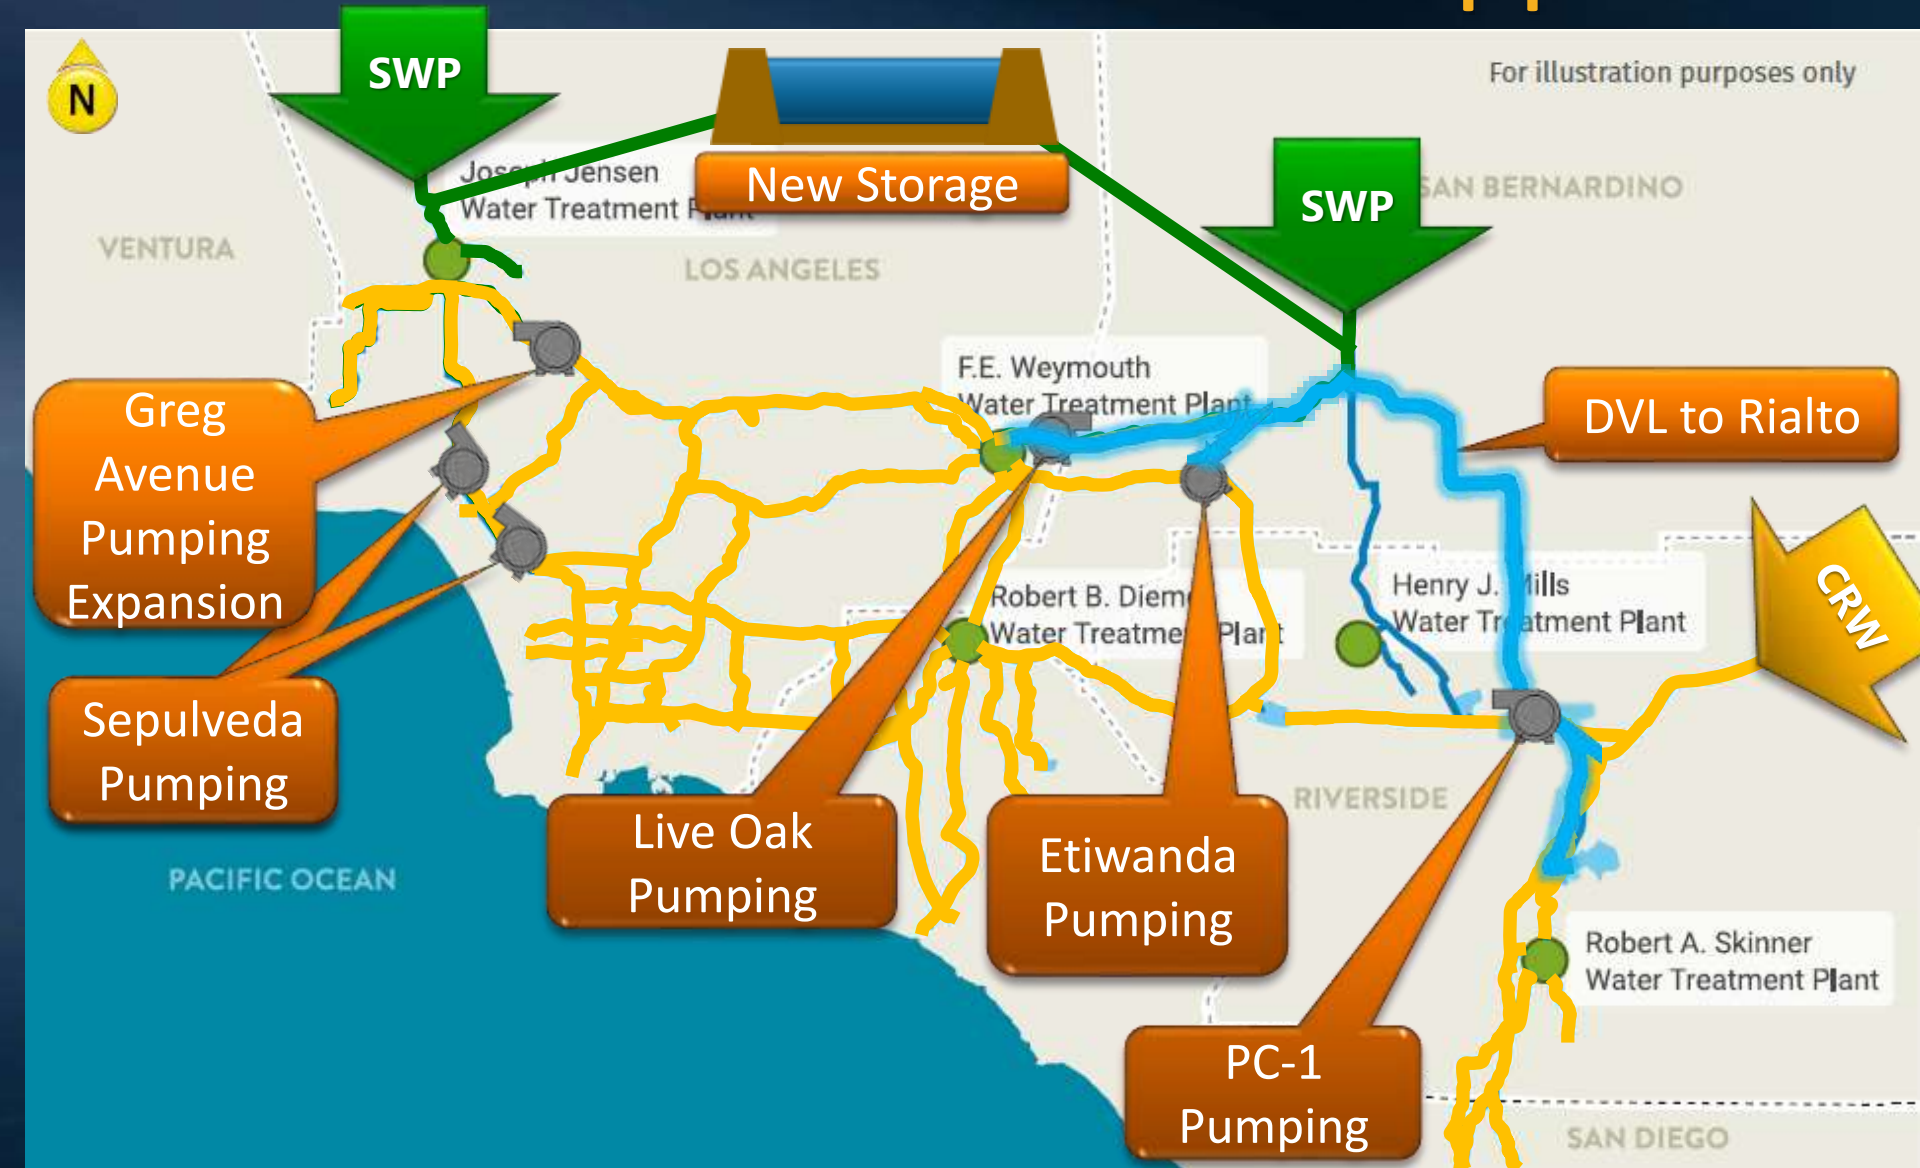 SWP
For illustration purposes only
N
Joseph Jensen
Water Treatment Plant
New Storage
SWP
SAN BERNARDINO
VENTURA
LOS ANGELES
F.E. Weymouth
Water Treatment Plant
DVL to Rialto
Greg
Avenue
Pumping
Expansion
CRW
Robert B. Dieme
Water Treatment Plant
Henry J. Mills
Water Treatment Plant
Sepulveda
Pumping
RIVERSIDE
Live Oak
Pumping
Etiwanda
Pumping
PACIFIC OCEAN
Robert A. Skinner
Water Treatment Plant
PC-1
Pumping
SAN DIEGO